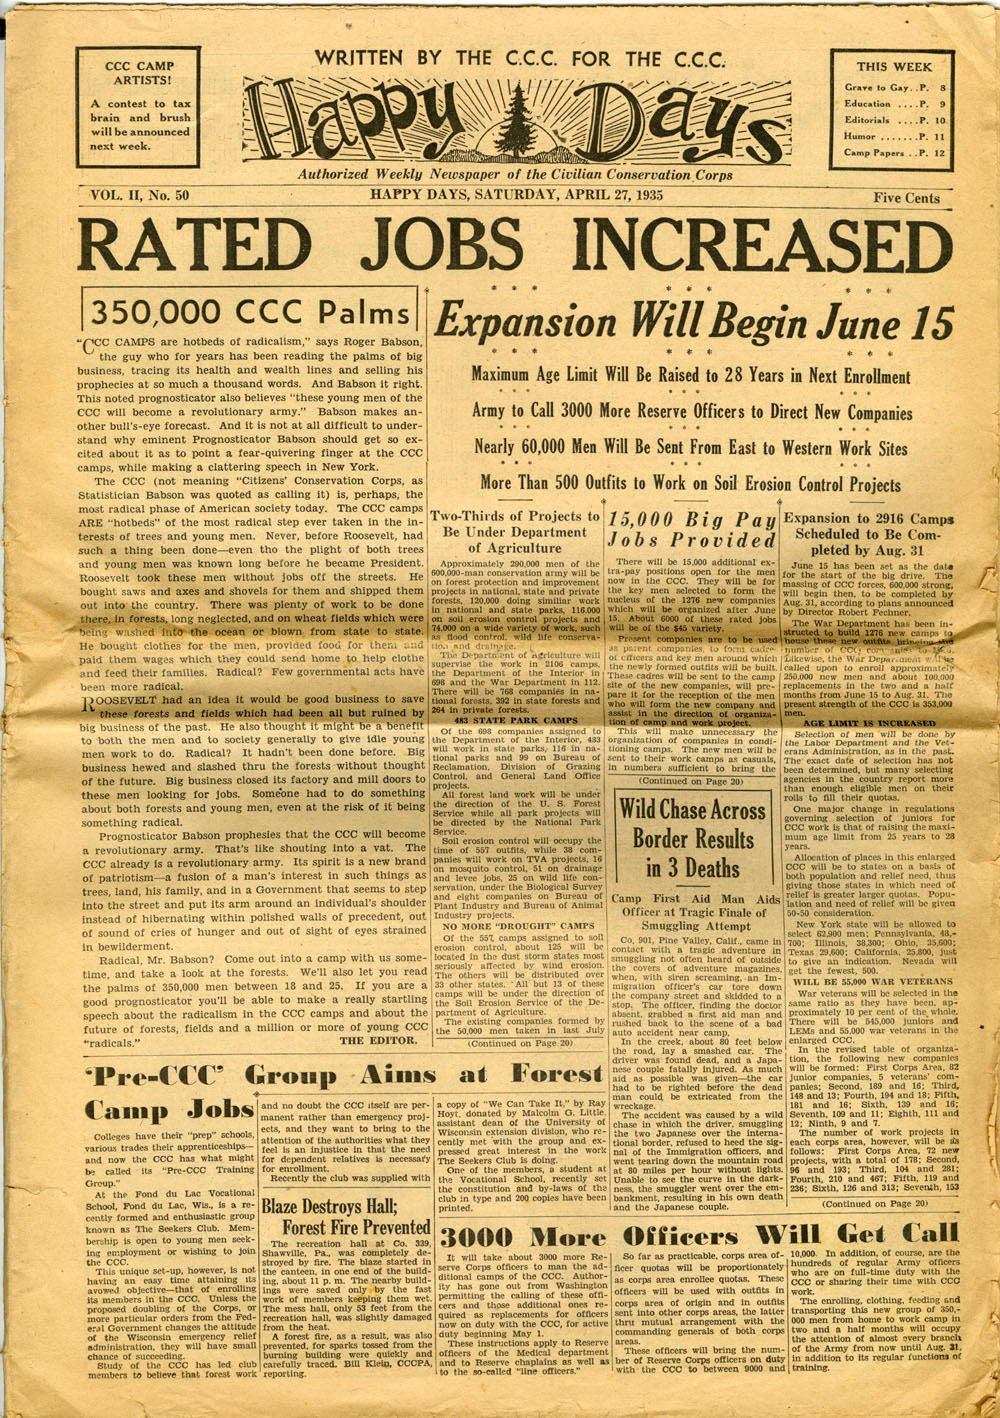 CCC CAMP
ARTISTS!
A contest to tax
brain and brush
will be announced
next week.
WRITTEN BY THE C.C.C. FOR THE C.C.C.
Happy Days
Authorized Weekly Newspaper of the Civilian Conservation Corps
THIS WEEK
Grave to Gay..P. 8
Education ....P. 9
Editorials ....P. 10
Humor .......P. 11
Camp Papers ..P. 12
VOL. II, No. 50
HAPPY DAYS, SATURDAY, APRIL 27, 1935
Five Cents
RATED JOBS INCREASED
350,000 CCC Palms
"CCC CAMPS are hotbeds of radicalism," says Roger Babson,
the guy who for years has been reading the palms of big
business, tracing its health and wealth lines and selling his
prophecies at so much a thousand words. And Babson it right.
This noted prognosticator also believes "these young men of the
CCC will become a revolutionary army." Babson makes an-
other bull's-eye forecast. And it is not at all difficult to under-
stand why eminent Prognosticator Babson should get so ex-
cited about it as to point a fear-quivering finger at the CCC
camps, while making a clattering speech in New York.
The CCC (not meaning "Citizens' Conservation Corps, as
Statistician Babson was quoted as calling it) is, perhaps, the
most radical phase of American society today. The CCC camps
ARE "hotbeds" of the most radical step ever taken in the in-
terests of trees and young men. Never, before Roosevelt, had
such a thing been done—even tho the plight of both trees
and young men was known long before he became President.
Roosevelt took these men without jobs off the streets. He
bought saws and axes and shovels for them and shipped them
out into the country. There was plenty of work to be done
there, in forests, long neglected, and on wheat fields which were
being washed into the ocean or blown from state to state.
He bought clothes for the men, provided food for them and
paid them wages which they could send home to help clothe
and feed their families. Radical? Few governmental acts have
been more radical.
ROOSEVELT had an idea it would be good business to save
these forests and fields which had been all but ruined by
big business of the past. He also thought it might be a benefit
to both the men and to society generally to give idle young
men work to do. Radical? It hadn't been done before. Big
business hewed and slashed thru the forests without thought
of the future. Big business closed its factory and mill doors to
these men looking for jobs. Someone had to do something
about both forests and young men, even at the risk of it being
something radical.
Prognosticator Babson prophesies that the CCC will become
a revolutionary army. That's like shouting into a vat. The
CCC already is a revolutionary army. Its spirit is a new brand
of patriotism—a fusion of a man's interest in such things as
trees, land, his family, and in a Government that seems to step
into the street and put its arm around an individual's shoulder
instead of hibernating within polished walls of precedent, out
of sound of cries of hunger and out of sight of eyes strained
in bewilderment.
Radical, Mr. Babson? Come out into a camp with us some-
time, and take a look at the forests. We'll also let you read
the palms of 350,000 men between 18 and 25. If you are a
good prognosticator you'll be able to make a really startling
speech about the radicalism in the CCC camps and about the
future of forests, fields and a million or more of young CCC
"radicals." THE EDITOR.
* * * * * * * * *
Expansion Will Begin June 15
* * * * * * * * *
Maximum Age Limit Will Be Raised to 28 Years in Next Enrollment
* * * * * * * * *
Army to Call 3000 More Reserve Officers to Direct New Companies
* * * * * * * * *
Nearly 60,000 Men Will Be Sent From East to Western Work Sites
* * * * * * * * *
More Than 500 Outfits to Work on Soil Erosion Control Projects
Two-Thirds of Projects to
Be Under Department
of Agriculture
Approximately 290,000 men of the
600,000-man conservation army will be
on forest protection and improvement
projects in national, state and private
forests, 120,000 doing similiar work
in national and state parks, 116,000
on soil erosion control projects and
74,000 on a wide variety of work, such
as flood control, wild life conserva-
tion and drainage.
The Department of Agriculture will
supervise the work in 2106 camps,
the Department of the Interior in
698 and the War Department in 112.
There will be 768 companies in na-
tional forests, 392 in state forests and
264 in private forests.
483 STATE PARK CAMPS
Of the 698 companies assigned to
the Department of the Interior, 483
will work in state parks, 116 in na-
tional parks and 99 on Bureau of
Reclamation, Division of Grazing
Control, and General Land Office
projects.
All forest land work will be under
the direction of the U. S. Forest
Service while all park projects will
be directed by the National Park
Service.
Soil erosion control will occupy the
time of 557 outfits, while 38 com-
panies will work on TVA projects, 16
on mosquito control, 51 on drainage
and levee jobs, 25 on wild life con-
servation, under the Biological Survey
and eight companies on Bureau of
Plant Industry and Bureau of Animal
Industry projects.
NO MORE "DROUGHT" CAMPS
Of the 557 camps assigned to soil
erosion control, about 125 will be
located in the dust storm states most
seriously affected by wind erosion.
The others will be distributed over
33 other states. All but 13 of these
camps will be under the direction of
the Soil Erosion Service of the De-
partment of Agriculture.
The existing companies formed by
the 50,000 men taken in last July
(Continued on Page 20)
15,000 Big Pay
Jobs Provided
There will be 15,000 additional ex-
tra-pay positions open for the men
now in the CCC. They will be for
the key men selected to form the
nucleus of the 1276 new companies
which will be organized after June
15. About 6000 of these rated jobs
will be of the $45 variety.
Present companies are to be used
as parent companies, to form cadres
of officers and key men around which
the newly formed outfits will be built.
These cadres will be sent to the camp
site of the new companies, will pre-
pare it for the reception of the men
who will form the new company and
assist in the direction of organiza-
tion of camp and work project.
This will make unnecessary the
organization of companies in condi-
tioning camps. The new men will be
sent to their work camps as casuals,
in numbers sufficient to bring the
(Continued on Page 20)
Wild Chase Across
Border Results
in 3 Deaths
Camp First Aid Man Aids
Officer at Tragic Finale of
Smuggling Attempt
Co, 901, Pine Valley, Calif., came in
contact with a tragic adventure in
smuggling not often heard of outside
the covers of adventure magazines,
when, with siren screaming, an Im-
migration officer's car tore down
the company street and skidded to a
stop. The officer, finding the doctor
absent, grabbed a first aid man and
rushed back to the scene of a bad
auto accident near camp.
In the creek, about 80 feet below
the road, lay a smashed car. The
driver was found dead, and a Japa-
nese couple fatally injured. As much
aid as possible was given—the car
had to be righted before the dead
man could be extricated from the
wreckage.
The accident was caused by a wild
chase in which the driver, smuggling
the two Japanese over the interna-
tional border, refused to heed the sig-
nal of the Immigration officers, and
went tearing down the mountain road
at 80 miles per hour without lights.
Unable to see the curve in the dark-
ness, the smuggler went over the em-
bankment, resulting in his own death
and the Japanese couple.
Expansion to 2916 Camps
Scheduled to Be Com-
pleted by Aug. 31
June 15 has been set as the date
for the start of the big drive. The
massing of CCC forces, 600,000 strong,
will begin then, to be completed by
Aug. 31, according to plans announced
by Director Robert Fechner.
The War Department has been in-
structed to build 1276 new camps to
house these new outfits, bringing the
number of CCC companies to 2916.
Likewise, the War Department will be
called upon to enroll approximately
250,000 new men and about 100,000
replacements in the two and a half
months from June 15 to Aug. 31. The
present strength of the CCC is 353,000
men.
AGE LIMIT IS INCREASED
Selection of men will be done by
the Labor Department and the Vet-
erans Administration, as in the past.
The exact date of selection has not
been determined, but many selecting
agencies in the country report more
than enough eligible men on their
rolls to fill their quotas.
One major change in regulations
governing selection of juniors for
CCC work is that of raising the maxi-
mum age limit from 25 years to 28
years.
Allocation of places in this enlarged
CCC will be to states on a basis of
both population and relief need, thus
giving those states in which need of
relief is greater larger quotas. Popu-
lation and need of relief will be given
50-50 consideration.
New York state will be allowed to
select 62,900 men; Pennsylvania, 48,-
700; Illinois, 38,300; Ohio, 35,600;
Texas 29,600; California, 25,800, just
to give an indication. Nevada will
get the fewest, 500.
WILL BE 55,000 WAR VETERANS
War veterans will be selected in the
same ratio as they have been, ap-
proximately 10 per cent of the whole.
There will be 545,000 juniors and
LEMs and 55,000 war veterans in the
enlarged CCC.
In the revised table of organiza-
tion, the following new companies
will be formed: First Corps Area, 82
junior companies, 5 veterans' com-
panies; Second, 189 and 16; Third,
148 and 13; Fourth, 194 and 18; Fifth,
181 and 16; Sixth, 139 and 16;
Seventh, 109 and 11; Eighth, 111 and
12; Ninth, 9 and 7.
The number of work projects in
each corps area, however, will be as
follows: First Corps Area, 72 new
projects, with a total of 178; Second,
96 and 193; Third, 104 and 281;
Fourth, 210 and 467; Fifth, 119 and
236; Sixth, 126 and 313; Seventh, 153
(Continued on Page 20)
'Pre-CCC' Group Aims at Forest
Camp Jobs
Colleges have their "prep" schools,
various trades their apprenticeships—
and now the CCC has what might
be called its "Pre-CCC Training
Group."
At the Fond du Lac Vocational
School, Fond du Lac, Wis., is a re-
cently formed and enthusiastic group
known as The Seekers Club. Mem-
bership is open to young men seek-
ing employment or wishing to join
the CCC.
This unique set-up, however, is not
having an easy time attaining its
avowed objective—that of enrolling
its members in the CCC. Unless the
proposed doubling of the Corps, or
more particular orders from the Fed-
eral Government changes the attitude
of the Wisconsin emergency relief
administration, they will have small
chance of succeeding.
Study of the CCC has led club
members to believe that forest work
and no doubt the CCC itself are per-
manent rather than emergency proj-
ects, and they want to bring to the
attention of the authorities what they
feel is an injustice in that the need
for dependent relatives is necessary
for enrollment.
Recently the club was supplied with
a copy of "We Can Take It," by Ray
Hoyt, donated by Malcolm G. Little,
assistant dean of the University of
Wisconsin extension division, who re-
cently met with the group and ex-
pressed great interest in the work
The Seekers Club is doing.
One of the members, a student at
the Vocational School, recently set
the constitution and by-laws of the
club in type and 200 copies have been
printed.
Blaze Destroys Hall;
Forest Fire Prevented
The recreation hall at Co. 339,
Shawville, Pa., was completely de-
stroyed by fire. The blaze started in
the canteen, in one end of the build-
ing, about 11 p. m. The nearby build-
ings were saved only by the fast
work of members keeping them wet.
The mess hall, only 53 feet from the
recreation hall, was slightly damaged
from the heat.
A forest fire, as a result, was also
prevented, for sparks tossed from the
burning building were quickly and
carefully traced. Bill Klein, CCCPA,
reporting.
3000 More Officers Will Get Call
It will take about 3000 more Re-
serve Corps officers to man the ad-
ditional camps of the CCC. Author-
ity has gone out from Washington
permitting the calling of these offi-
cers and those additional ones re-
quired as replacements for officers
now on duty with the CCC, for active
duty beginning May 1.
These instructions apply to Reserve
officers of the Medical department
and to Reserve chaplains as well as
to the so-called "line officers."
So far as practicable, corps area of-
ficer quotas will be proportionately
as corps area enrollee quotas. These
officers will be used with outfits in
corps area of origin and in outfits
sent into other corps areas, the latter
thru mutual arrangement with the
commanding generals of both corps
areas.
These officers will bring the num-
ber of Reserve Corps officers on duty
with the CCC to between 9000 and
10,000. In addition, of course, are the
hundreds of regular Army officers
who are on full-time duty with the
CCC or sharing their time with CCC
work.
The enrolling, clothing, feeding and
transporting this new group of 350,-
000 men from home to work camp in
two and a half months will occupy
the attention of almost every branch
of the Army from now until Aug. 31,
in addition to its regular functions of
training.